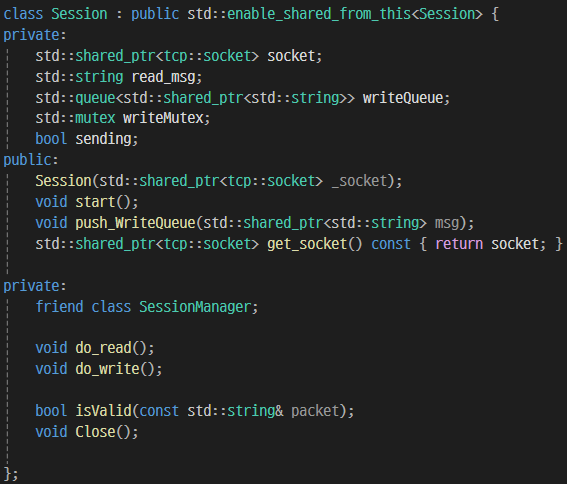 class Session : public std::enable_shared_from_this<Session> {
private:
    std::shared_ptr<tcp::socket> socket;
    std::string read_msg;
    std::queue<std::shared_ptr<std::string>> writeQueue;
    std::mutex writeMutex;
    bool sending;
public:
    Session(std::shared_ptr<tcp::socket> _socket);
    void start();
    void push_WriteQueue(std::shared_ptr<std::string> msg);
    std::shared_ptr<tcp::socket> get_socket() const { return socket; }
private:
    friend class SessionManager;
    void do_read();
    void do_write();
    bool isValid(const std::string& packet);
    void Close();
};